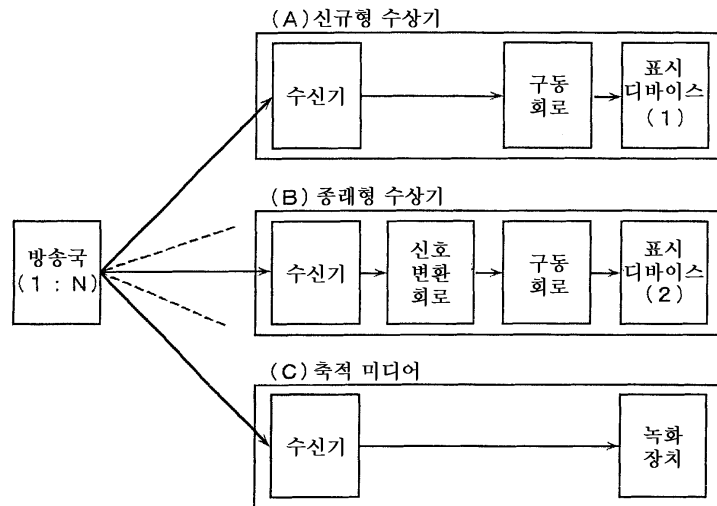 (A) 신규형 수상기
수신기
구동
회로
표시
디바이스
(1)
(B) 종래형 수상기
방송국
(1 : N)
수신기
신호
변환
회로
구동
회로
표시
디바이스
(2)
(C) 축적 미디어
수신기
녹화
장치